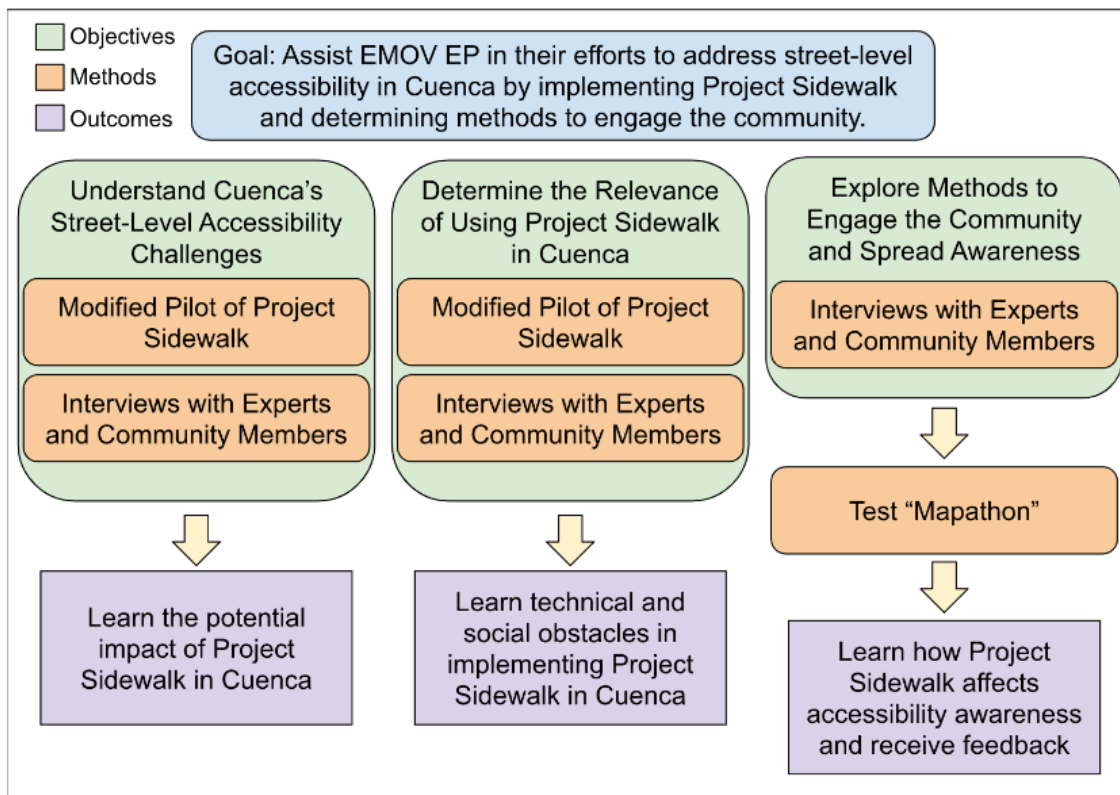 Objectives
Methods
Outcomes
Goal: Assist EMOV EP in their efforts to address street-level
accessibility in Cuenca by implementing Project Sidewalk
and determining methods to engage the community.
Understand Cuenca's
Street-Level Accessibility
Challenges
Modified Pilot of Project
Sidewalk
Interviews with Experts
and Community Members
Learn the potential
impact of Project
Sidewalk in Cuenca
Determine the Relevance
of Using Project Sidewalk
in Cuenca
Modified Pilot of Project
Sidewalk
Interviews with Experts
and Community Members
Learn technical and
social obstacles in
implementing Project
Sidewalk in Cuenca
Explore Methods to
Engage the Community
and Spread Awareness
Interviews with Experts
and Community Members
Test “Mapathon”
Learn how Project
Sidewalk affects
accessibility awareness
and receive feedback